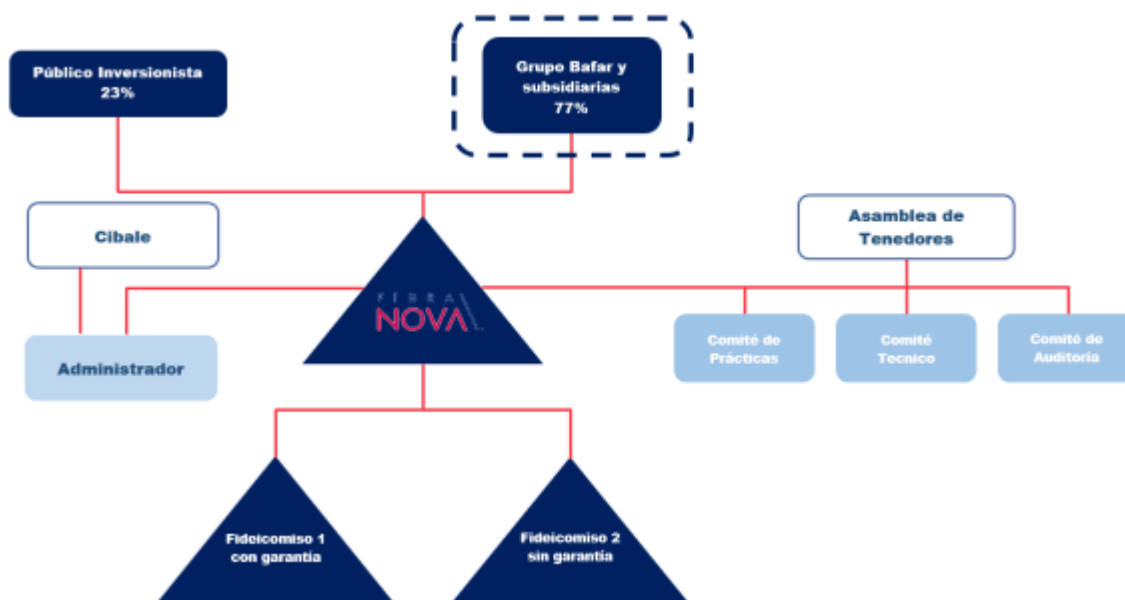 Público Inversionista
23%
Grupo Bafar y
subsidiarias
77%
Cibale
Asamblea de
Tenedores
FIBRA
NOVA
Administrador
Comité de
Prácticas
Comité
Tecnico
Comité de
Auditoría
Fideicomiso 1
con garantía
Fideicomiso 2
sin garantía